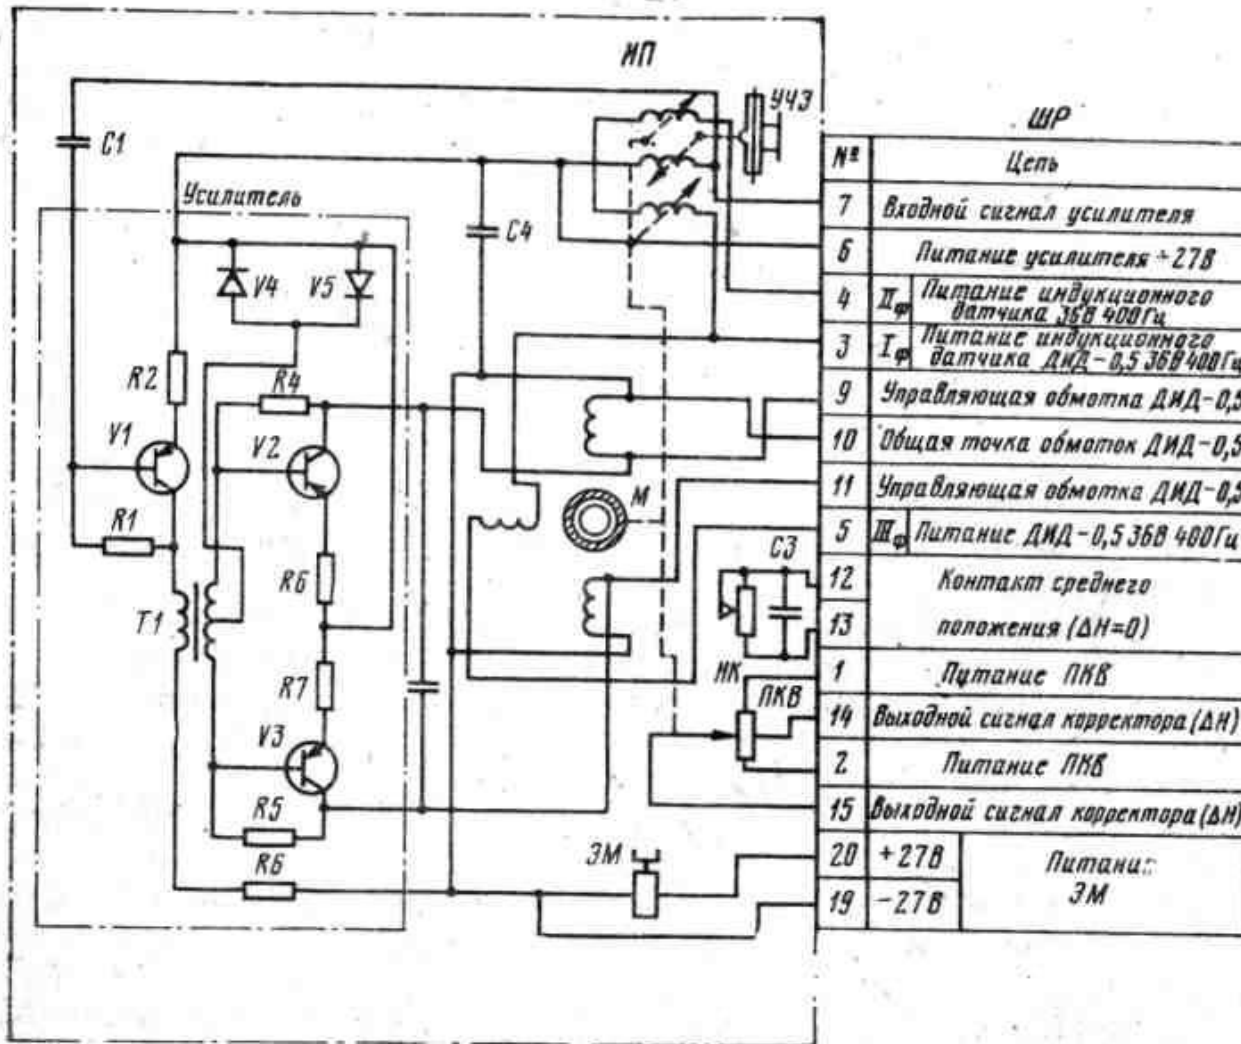 ИП
УЧЭ
C1
Усилитель
C4
V4
V5
R2
R4
V1
V2
М
R1
R6
C3
T1
R7
ИК
ПКВ
V3
R5
R6
ЭМ
ШР
№ Цепь
7 Входной сигнал усилителя
6 Питание усилителя +27В
4 IIф Питание индукционного
датчика 36В 400Гц
3 Iф Питание индукционного
датчика ДИД-0,5 36В 400Гц
9 Управляющая обмотка ДИД-0,5
10 Общая точка обмоток ДИД-0,5
11 Управляющая обмотка ДИД-0,5
5 IIIф Питание ДИД-0,5 36В 400Гц
12 Контакт среднего
13 положения (ΔН=0)
1 Питание ПКВ
14 Выходной сигнал корректора (ΔН)
2 Питание ПКВ
15 Выходной сигнал корректора (ΔН)
20 +27В Питание
19 -27В ЭМ